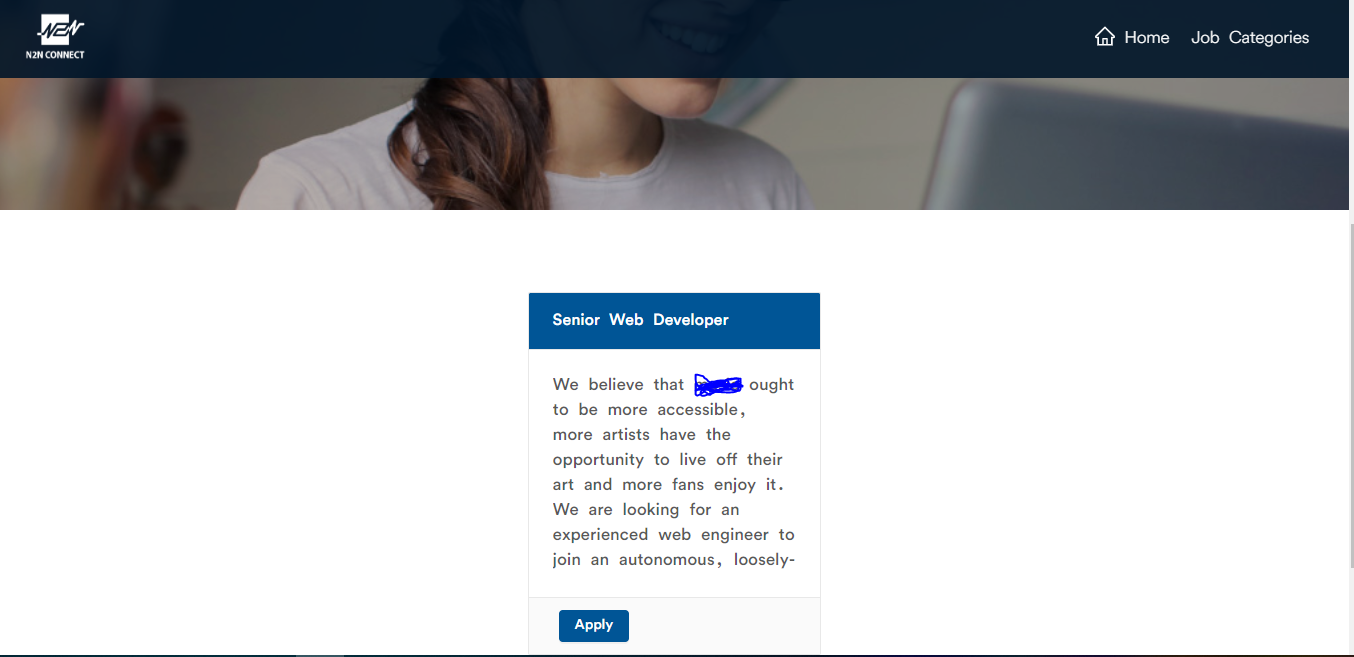 N2N
N2N CONNECT
Home Job Categories
Senior Web Developer
We believe that ought
to be more accessible,
more artists have the
opportunity to live off their
art and more fans enjoy it.
We are looking for an
experienced web engineer to
join an autonomous, loosely-
Apply